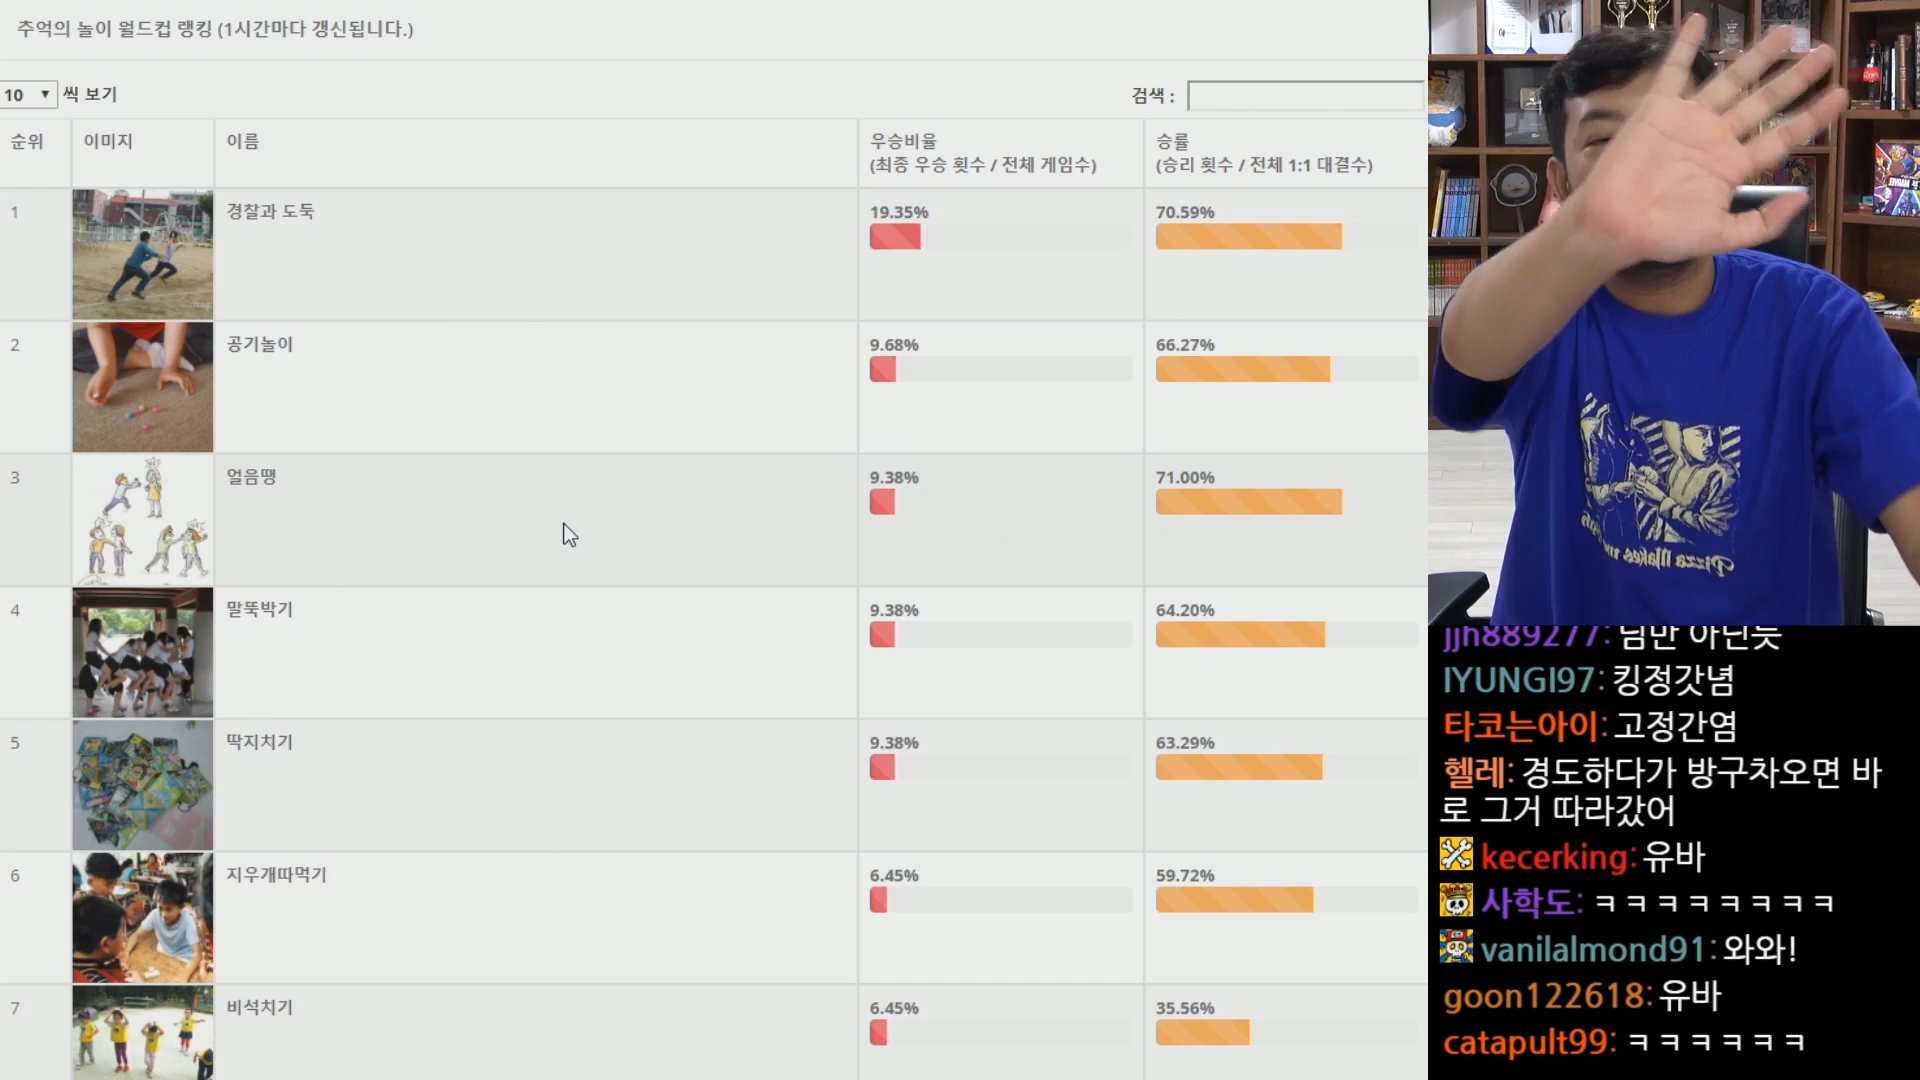 추억의 놀이 월드컵 랭킹 (1시간마다 갱신됩니다.)
10 ▼ 씩 보기
검색 :
순위 이미지 이름 우승비율 승률
(최종 우승 횟수 / 전체 게임수) (승리 횟수 / 전체 1:1 대결수)
1 경찰과 도둑 19.35% 70.59%
2 공기놀이 9.68% 66.27%
3 얼음땡 9.38% 71.00%
4 말뚝박기 9.38% 64.20%
5 딱지치기 9.38% 63.29%
6 지우개따먹기 6.45% 59.72%
7 비석치기 6.45% 35.56%
Pizza Makes
jjh889277: 님만 아닌듯
IYUNGI97: 킹정갓념
타코는아이: 고정간염
헬레: 경도하다가 방구차오면 바
로 그거 따라갔어
kecerking: 유바
사학도: ㅋㅋㅋㅋㅋㅋㅋㅋ
vanilalmond91: 와와!
goon122618: 유바
catapult99: ㅋㅋㅋㅋㅋㅋ